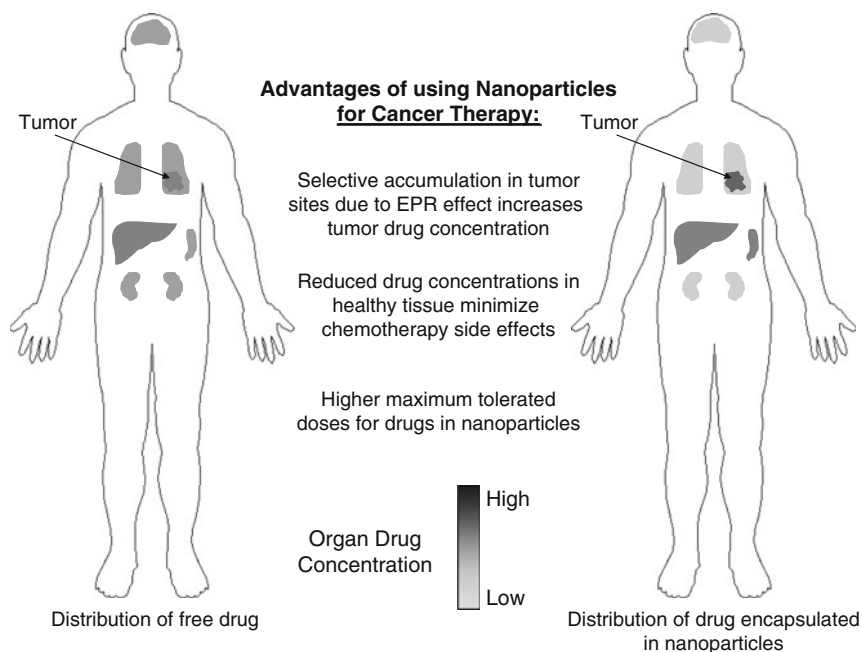 Advantages of using Nanoparticles
for Cancer Therapy:
Tumor
Tumor
Selective accumulation in tumor
sites due to EPR effect increases
tumor drug concentration
Reduced drug concentrations in
healthy tissue minimize
chemotherapy side effects
Higher maximum tolerated
doses for drugs in nanoparticles
High
Organ Drug
Concentration
Low
Distribution of free drug
Distribution of drug encapsulated
in nanoparticles